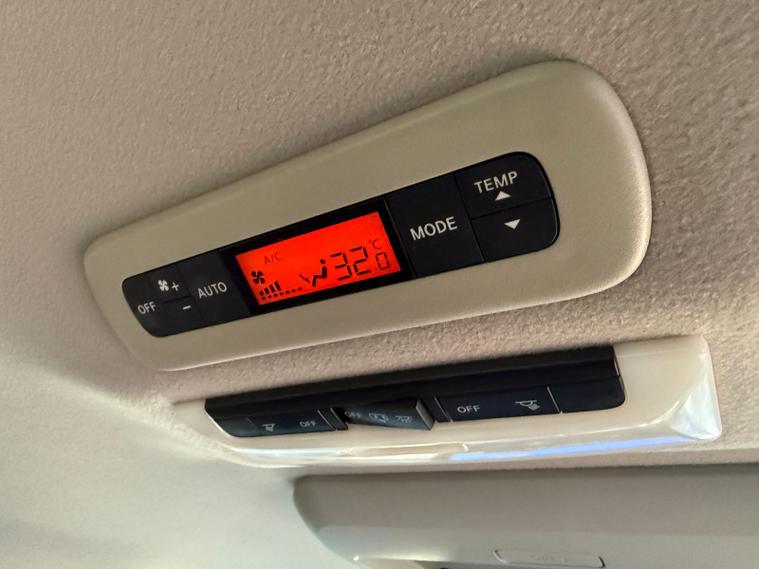 TEMP
MODE
A/C
32.0 °C
AUTO
+
OFF
-
OFF
OFF
OFF